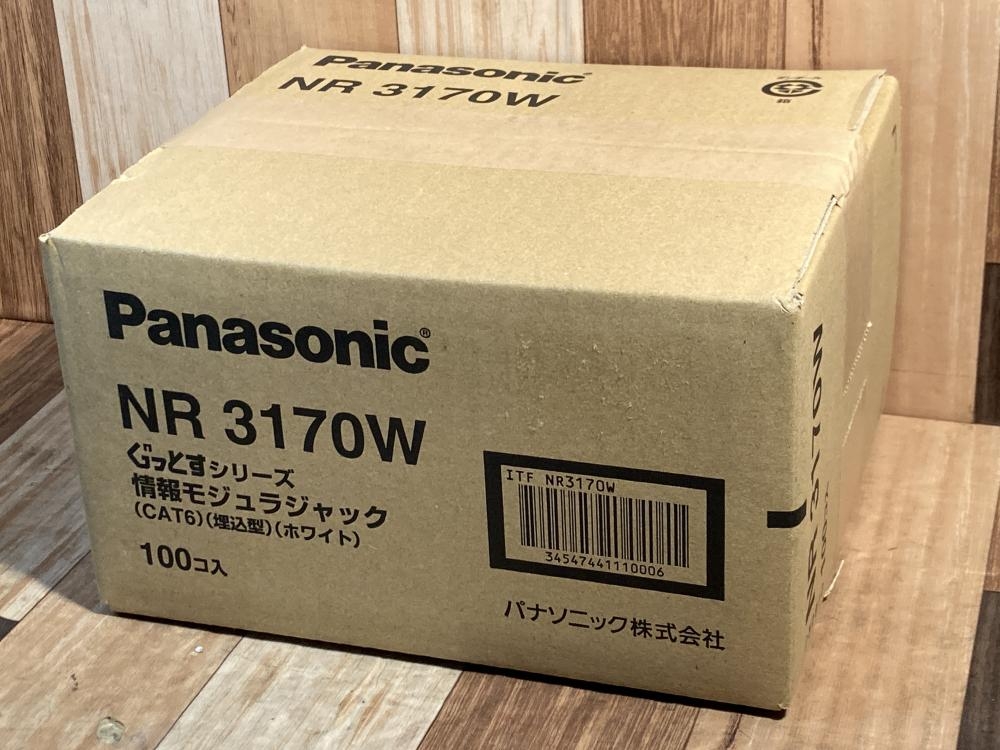 Panasonic
NR 3170W
Panasonic®
NR 3170W
ぐっとすシリーズ
情報モジュラジャック
(CAT6)(埋込型)(ホワイト)
100コ入
ITF NR3170W
34547441110006
パナソニック株式会社
NR 3170W